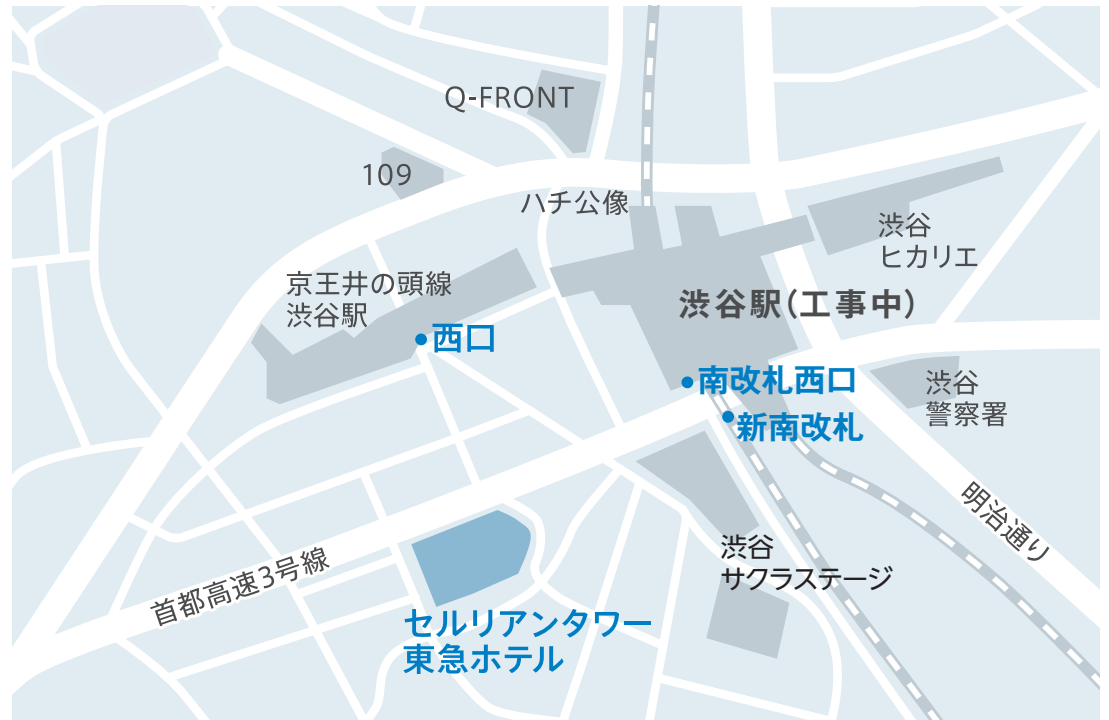 Q-FRONT
109
ハチ公像
渋谷
ヒカリエ
京王井の頭線
渋谷駅
渋谷駅(工事中)
西口
南改札西口
渋谷
警察署
新南改札
明治通り
渋谷
サクラステージ
首都高速3号線
セルリアンタワー
東急ホテル